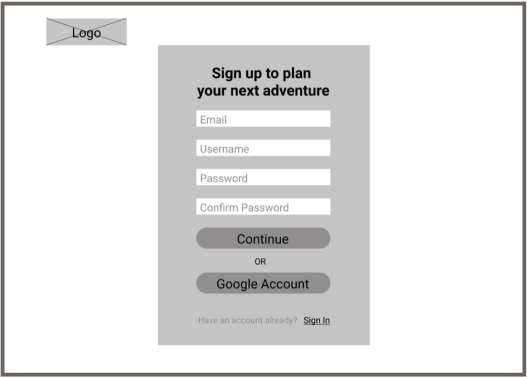 Logo
Sign up to plan
your next adventure
Email
Username
Password
Confirm Password
Continue
OR
Google Account
Have an account already? Sign In